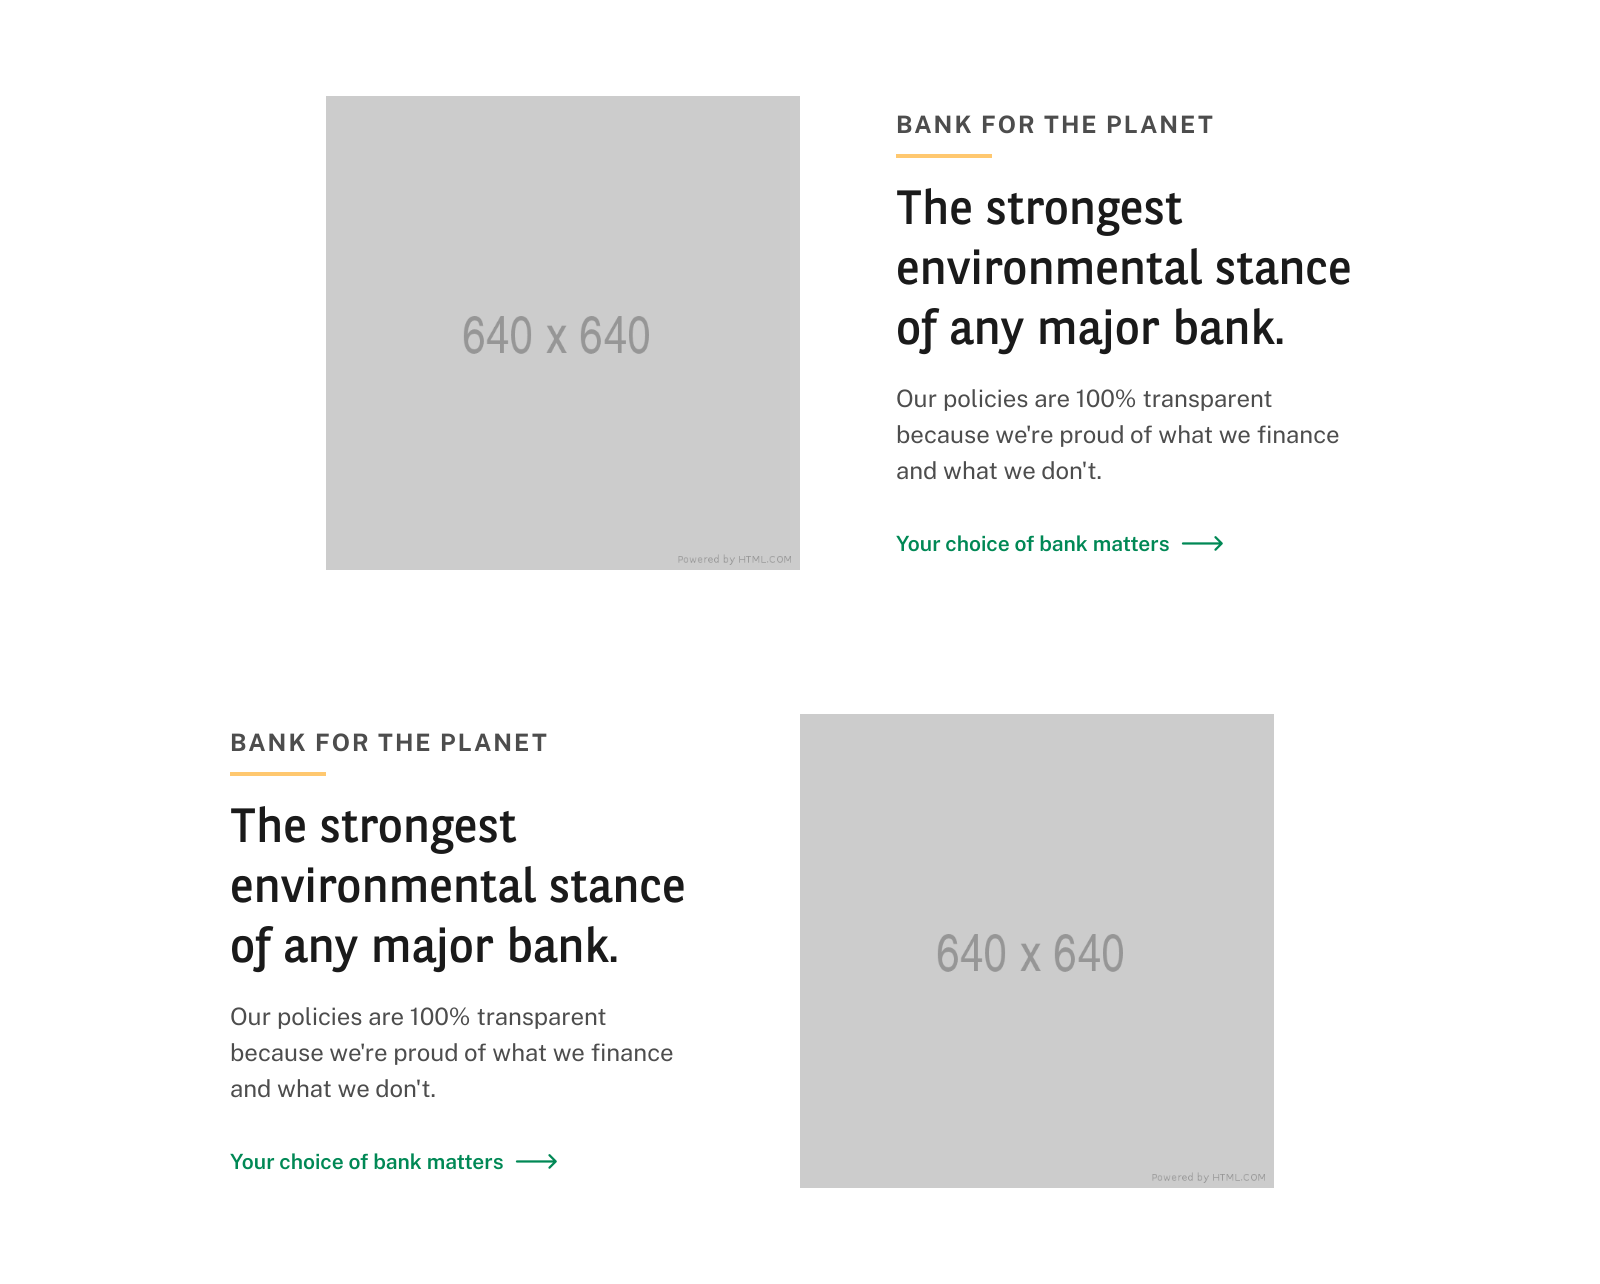 640 x 640
Powered by HTML.COM
BANK FOR THE PLANET
The strongest
environmental stance
of any major bank.
Our policies are 100% transparent
because we're proud of what we finance
and what we don't.
Your choice of bank matters
BANK FOR THE PLANET
The strongest
environmental stance
of any major bank.
Our policies are 100% transparent
because we're proud of what we finance
and what we don't.
Your choice of bank matters
640 x 640
Powered by HTML.COM